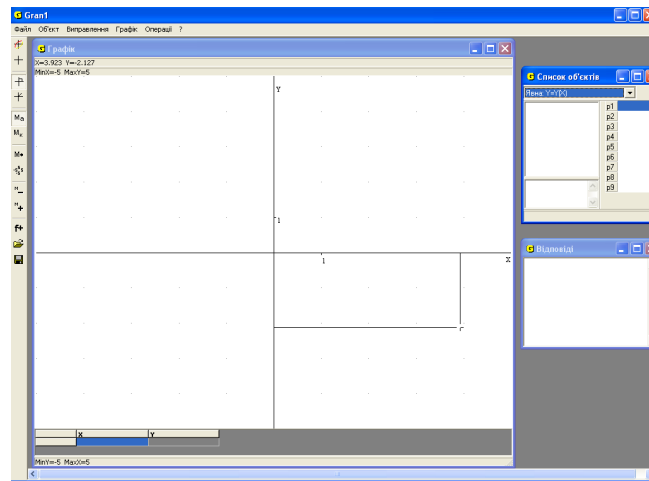 Gran1
Файл Об'єкт Виправлення Графік Операції ?
Графік
X=3.923 Y=-2.127
MinX=-5 MaxY=5
Y
1
1
X
X Y
MinY=-5 MaxX=5
Список об'єктів
Явна: Y=Y(X)
p1
p2
p3
p4
p5
p6
p7
p8
p9
Відповіді